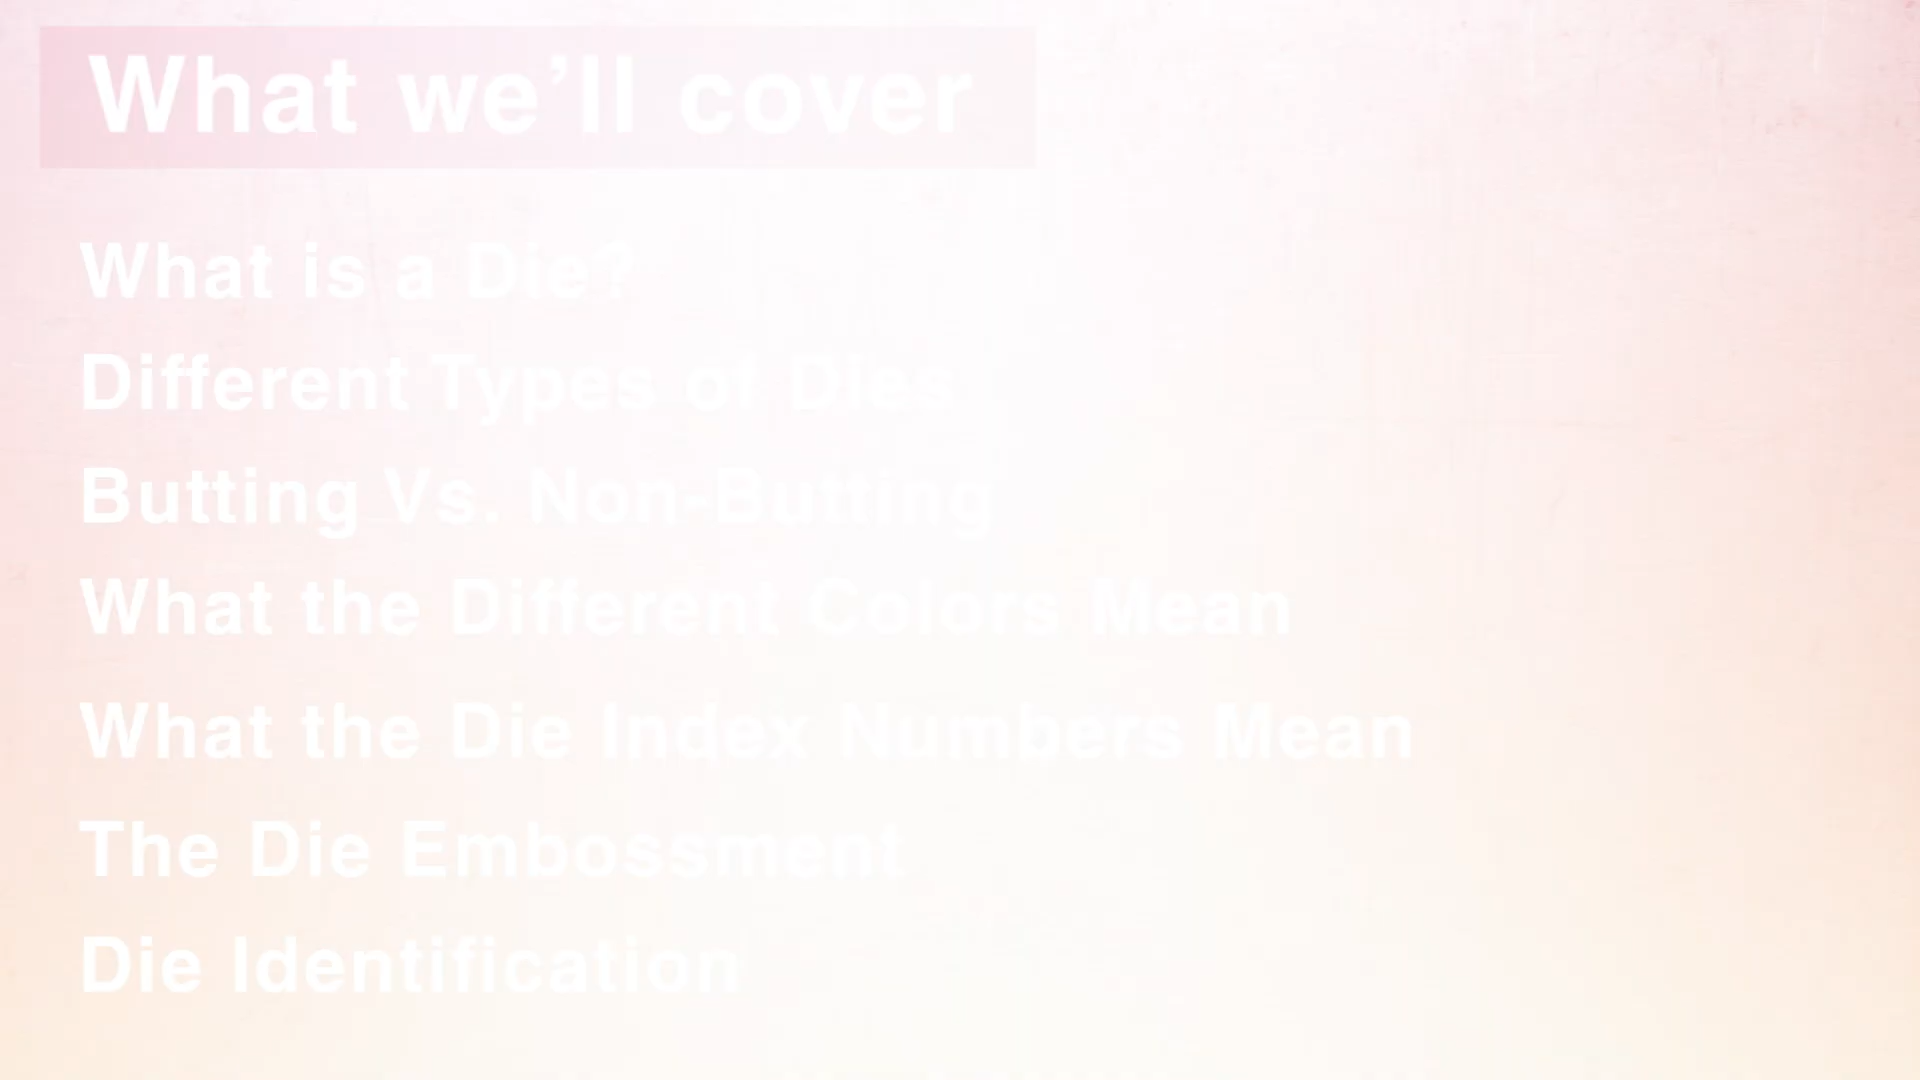 What we’ll cover
What is a Die?
Different Types of Dies
Butting Vs. Non-Butting
What the Different Colors Mean
What the Die Index Numbers Mean
The Die Embossment
Die Identification